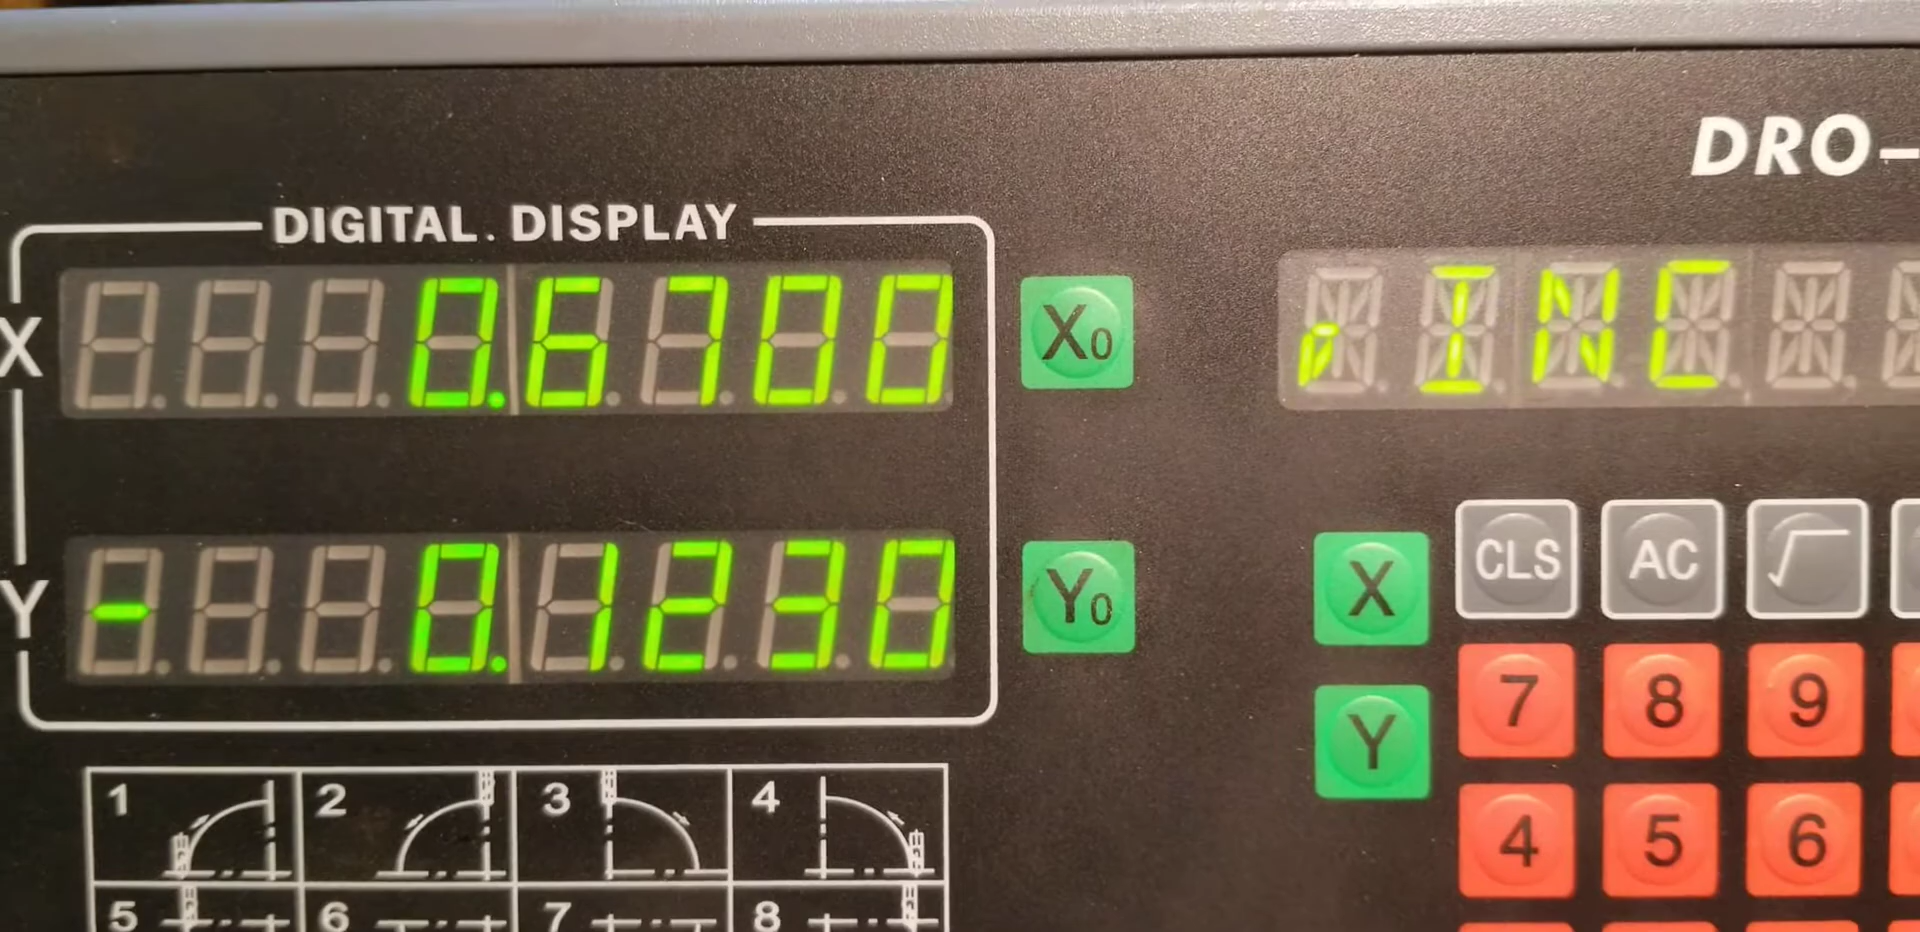 DRO-
DIGITAL. DISPLAY
X 0.6700 X0
INC
Y -0.1230 Y0
X CLS AC √
7 8 9
Y
4 5 6
1 2 3 4
5 6 7 8